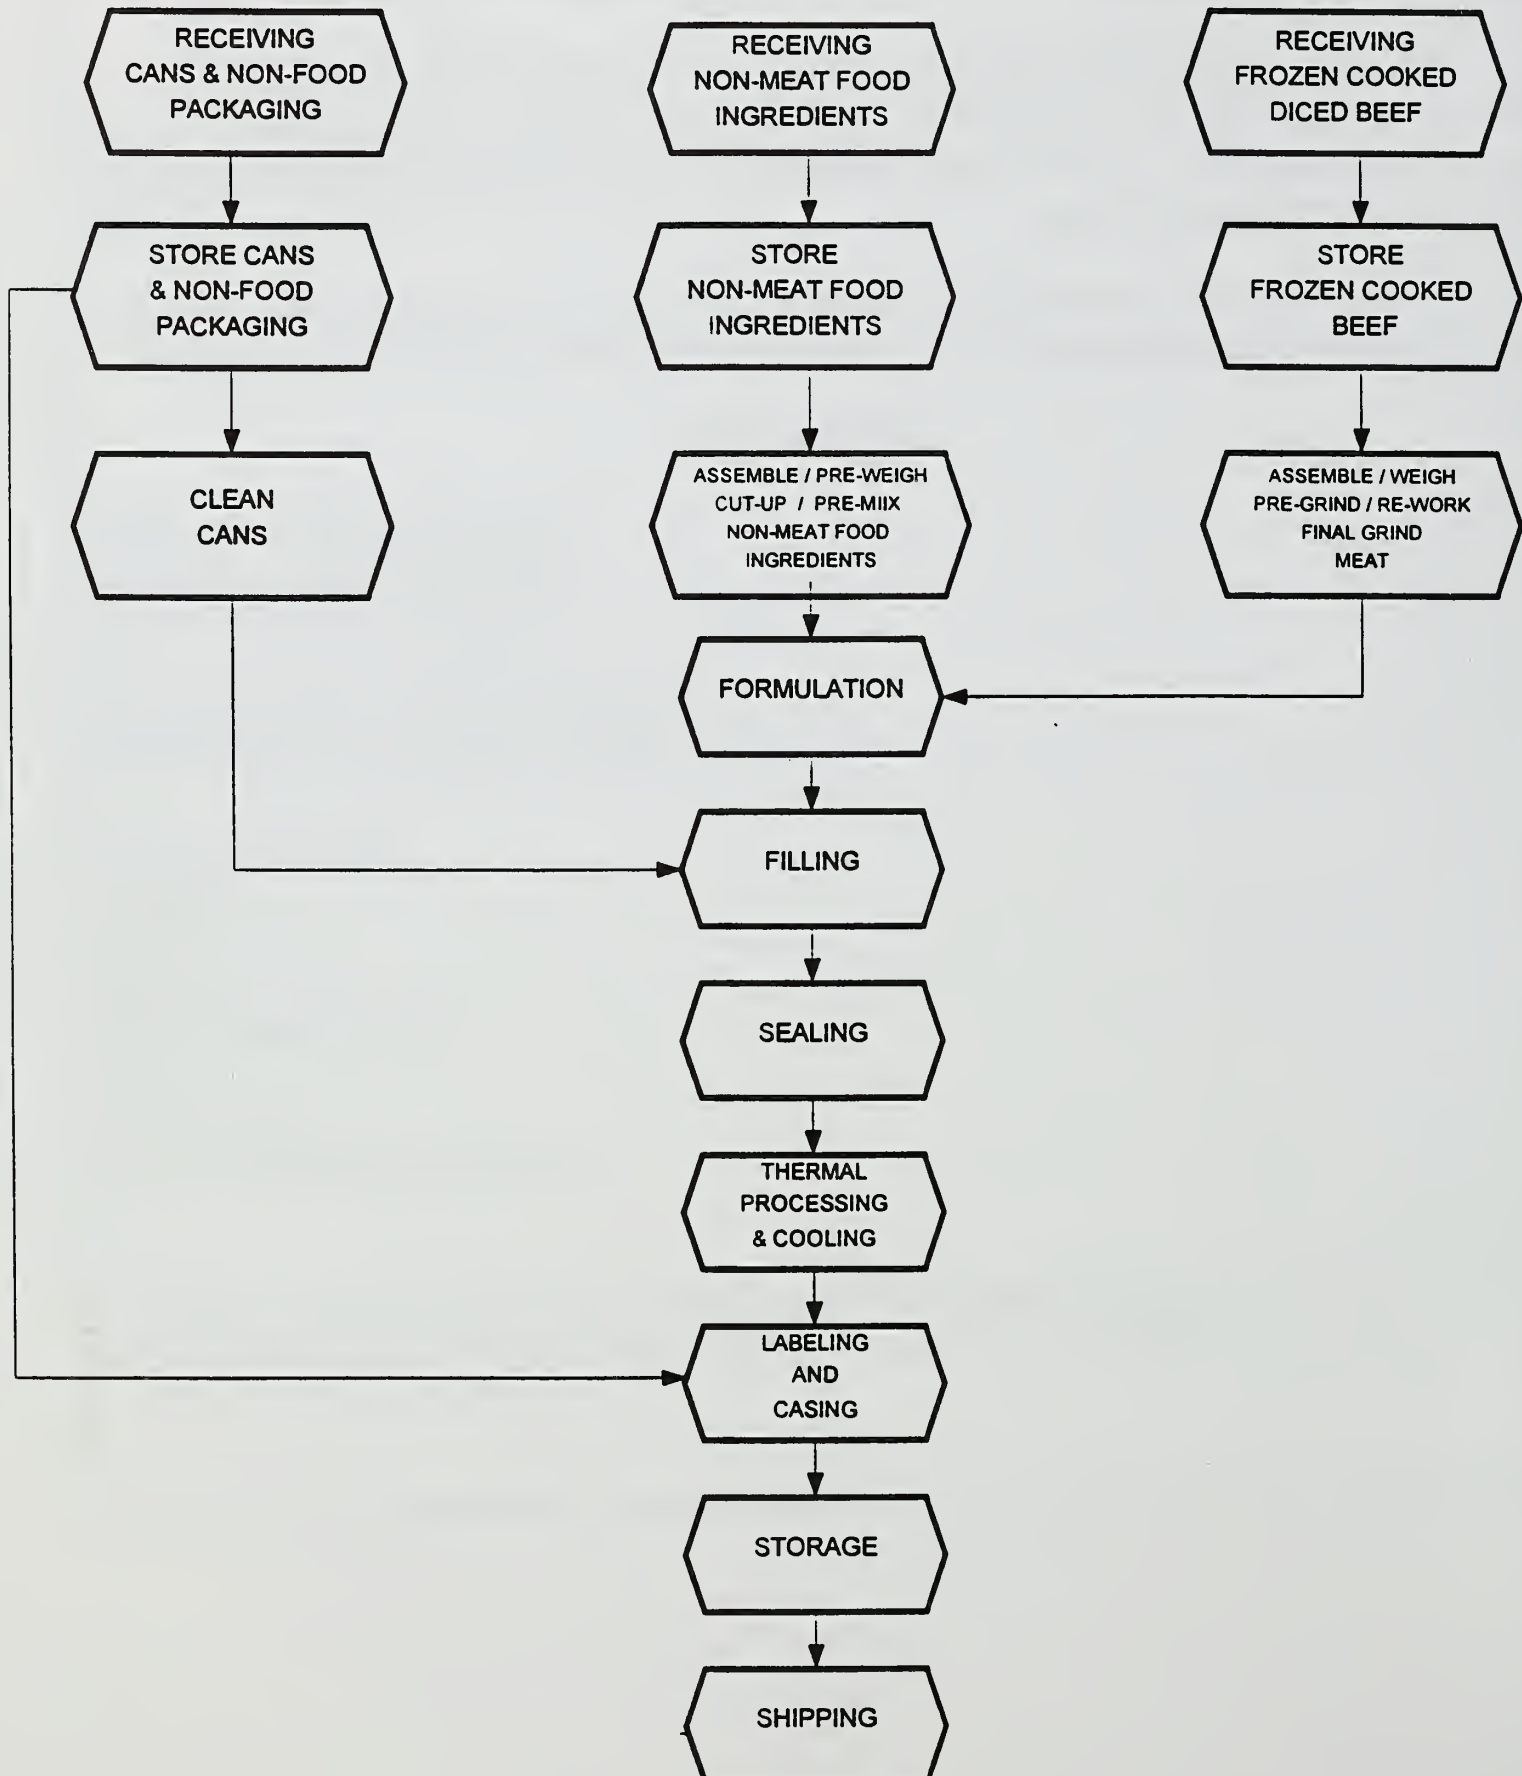 RECEIVING
CANS & NON-FOOD
PACKAGING
RECEIVING
NON-MEAT FOOD
INGREDIENTS
RECEIVING
FROZEN COOKED
DICED BEEF
STORE CANS
& NON-FOOD
PACKAGING
STORE
NON-MEAT FOOD
INGREDIENTS
STORE
FROZEN COOKED
BEEF
CLEAN
CANS
ASSEMBLE / PRE-WEIGH
CUT-UP / PRE-MIIX
NON-MEAT FOOD
INGREDIENTS
ASSEMBLE / WEIGH
PRE-GRIND / RE-WORK
FINAL GRIND
MEAT
FORMULATION
FILLING
SEALING
THERMAL
PROCESSING
& COOLING
LABELING
AND
CASING
STORAGE
SHIPPING